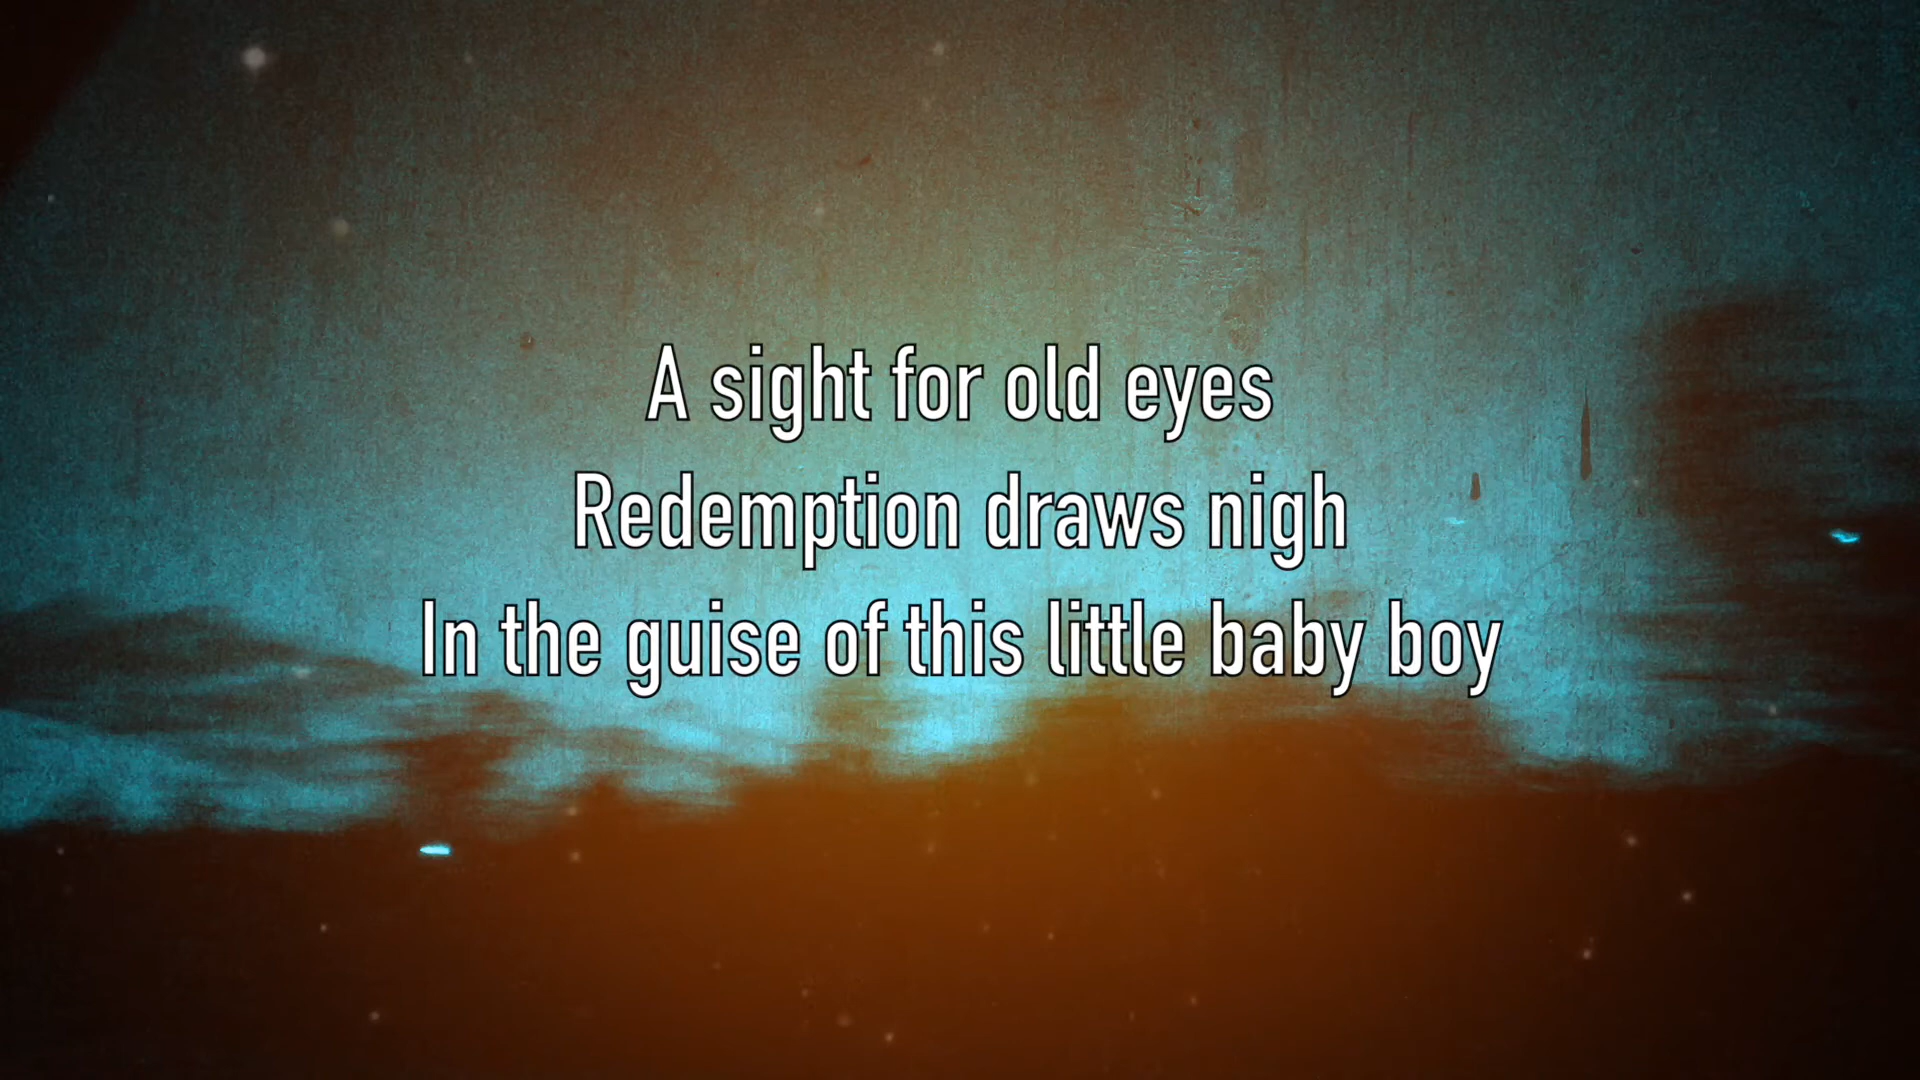 A sight for old eyes
Redemption draws nigh
In the guise of this little baby boy